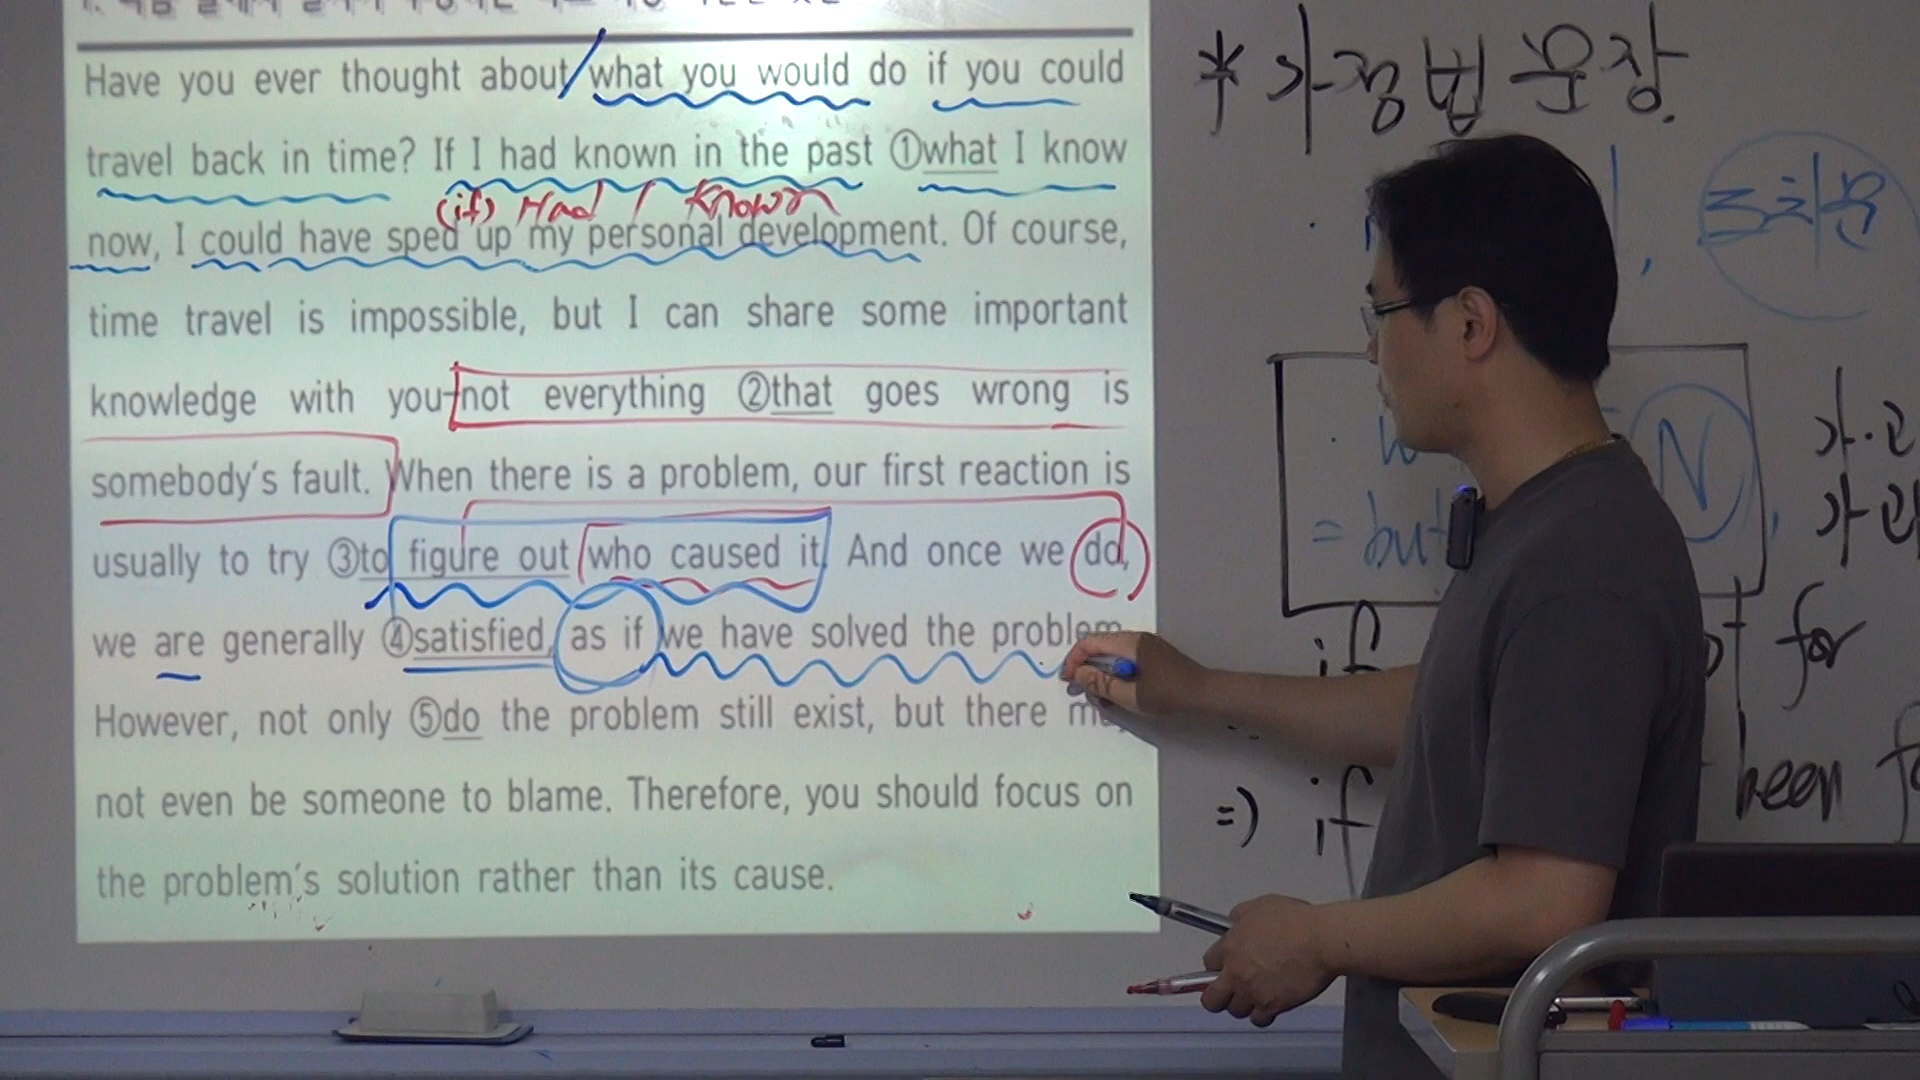 Have you ever thought about what you would do if you could
travel back in time? If I had known in the past ①what I know
(if) Had I known
now, I could have sped up my personal development. Of course,
time travel is impossible, but I can share some important
knowledge with you-not everything ②that goes wrong is
somebody's fault. When there is a problem, our first reaction is
usually to try ③to figure out who caused it. And once we do,
we are generally ④satisfied, as if we have solved the problem.
However, not only ⑤do the problem still exist, but there
not even be someone to blame. Therefore, you should focus on
the problem's solution rather than its cause.
* 가정법 문장.
도치문
N
= but
if for
=> if been